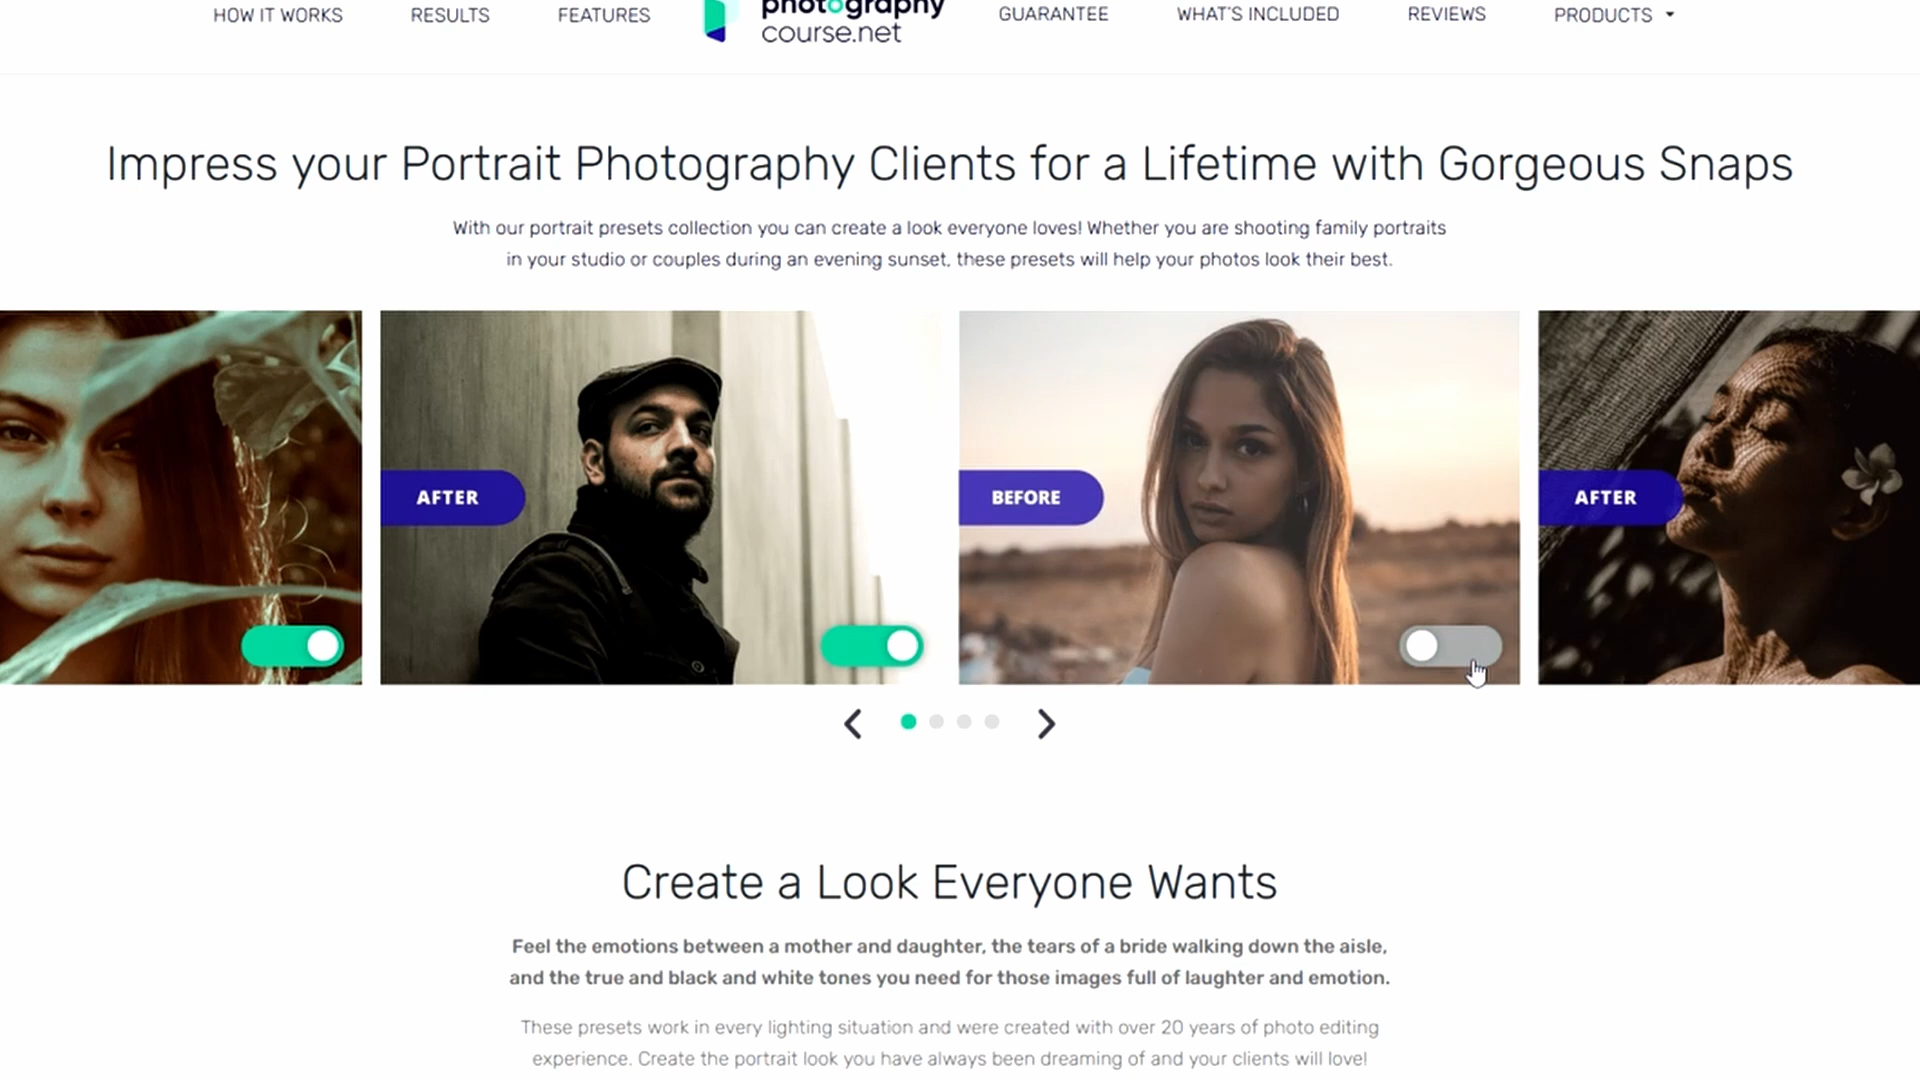 HOW IT WORKS
RESULTS
FEATURES
photography
course.net
GUARANTEE
WHAT'S INCLUDED
REVIEWS
PRODUCTS
Impress your Portrait Photography Clients for a Lifetime with Gorgeous Snaps
With our portrait presets collection you can create a look everyone loves! Whether you are shooting family portraits
in your studio or couples during an evening sunset, these presets will help your photos look their best.
AFTER
BEFORE
AFTER
Create a Look Everyone Wants
Feel the emotions between a mother and daughter, the tears of a bride walking down the aisle,
and the true and black and white tones you need for those images full of laughter and emotion.
These presets work in every lighting situation and were created with over 20 years of photo editing
experience. Create the portrait look you have always been dreaming of and your clients will love!